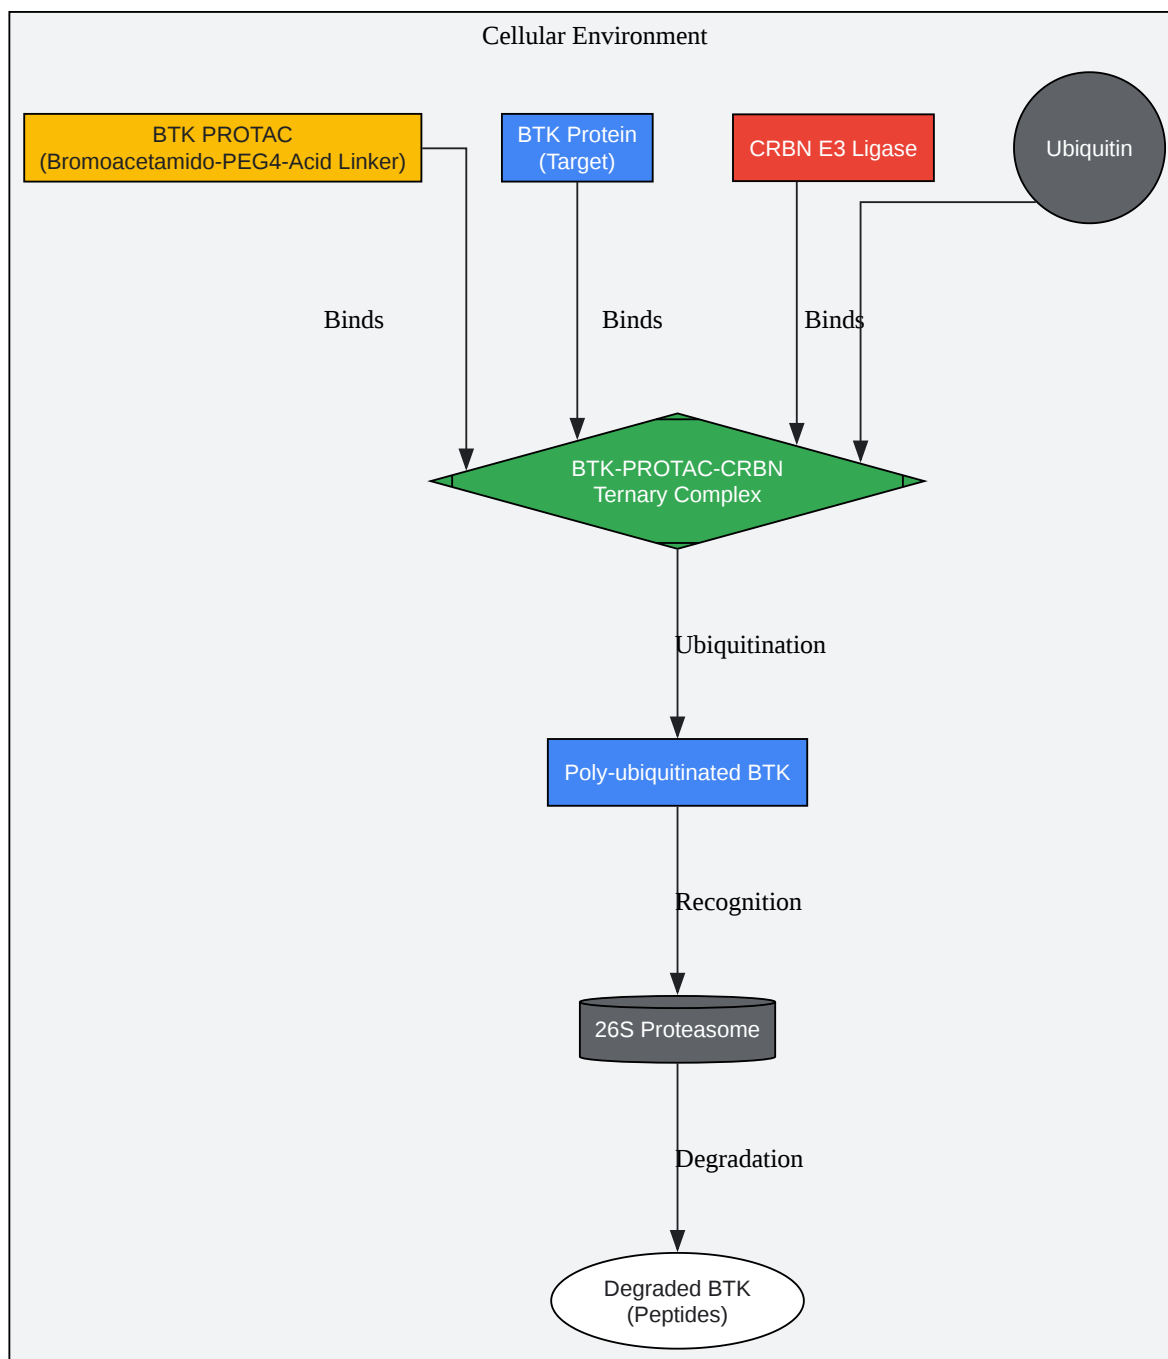 Cellular Environment
BTK PROTAC
(Bromoacetamido-PEG4-Acid Linker)
BTK Protein
(Target)
CRBN E3 Ligase
Ubiquitin
Binds
Binds
Binds
BTK-PROTAC-CRBN
Ternary Complex
Ubiquitination
Poly-ubiquitinated BTK
Recognition
26S Proteasome
Degradation
Degraded BTK
(Peptides)